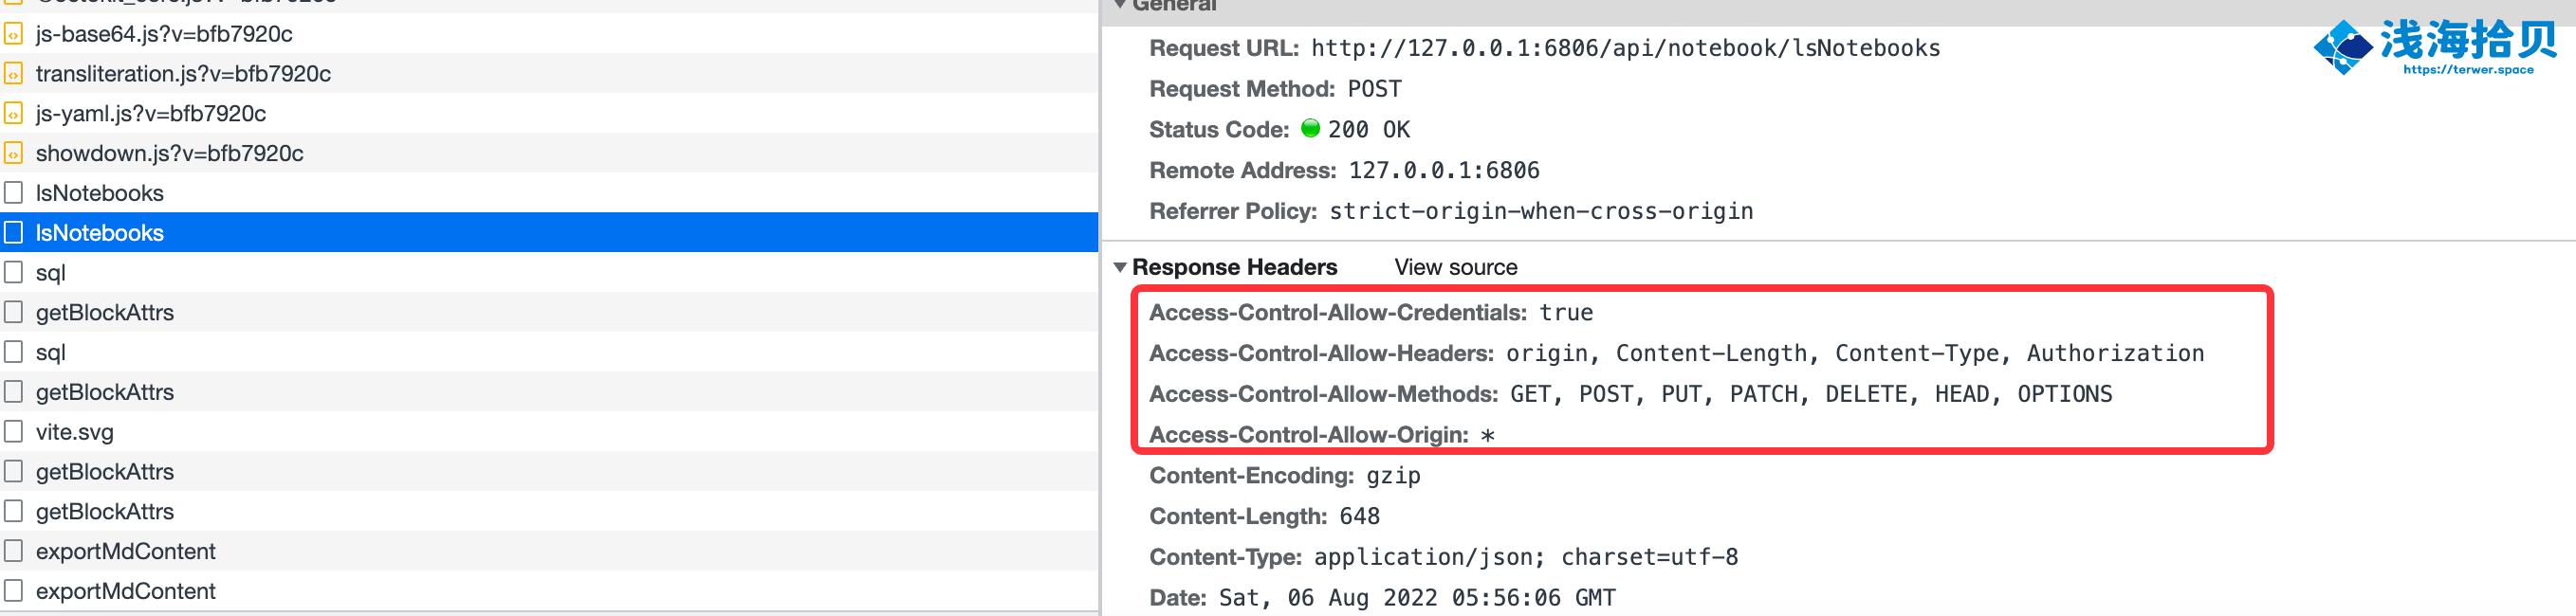 js-base64.js?v=bfb7920c
transliteration.js?v=bfb7920c
js-yaml.js?v=bfb7920c
showdown.js?v=bfb7920c
lsNotebooks
lsNotebooks
sql
getBlockAttrs
sql
getBlockAttrs
vite.svg
getBlockAttrs
getBlockAttrs
exportMdContent
exportMdContent
General
Request URL: http://127.0.0.1:6806/api/notebook/lsNotebooks
Request Method: POST
Status Code: 200 OK
Remote Address: 127.0.0.1:6806
Referrer Policy: strict-origin-when-cross-origin
Response Headers View source
Access-Control-Allow-Credentials: true
Access-Control-Allow-Headers: origin, Content-Length, Content-Type, Authorization
Access-Control-Allow-Methods: GET, POST, PUT, PATCH, DELETE, HEAD, OPTIONS
Access-Control-Allow-Origin: *
Content-Encoding: gzip
Content-Length: 648
Content-Type: application/json; charset=utf-8
Date: Sat, 06 Aug 2022 05:56:06 GMT
浅海拾贝
https://terwer.space